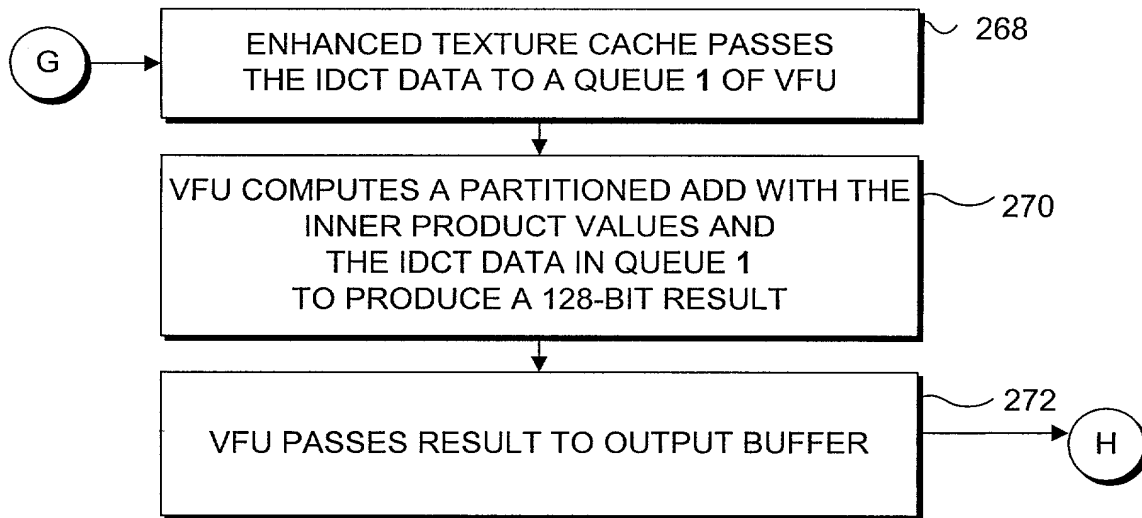 G
ENHANCED TEXTURE CACHE PASSES
THE IDCT DATA TO A QUEUE 1 OF VFU
268
VFU COMPUTES A PARTITIONED ADD WITH THE
INNER PRODUCT VALUES AND
THE IDCT DATA IN QUEUE 1
TO PRODUCE A 128-BIT RESULT
270
VFU PASSES RESULT TO OUTPUT BUFFER
272
H